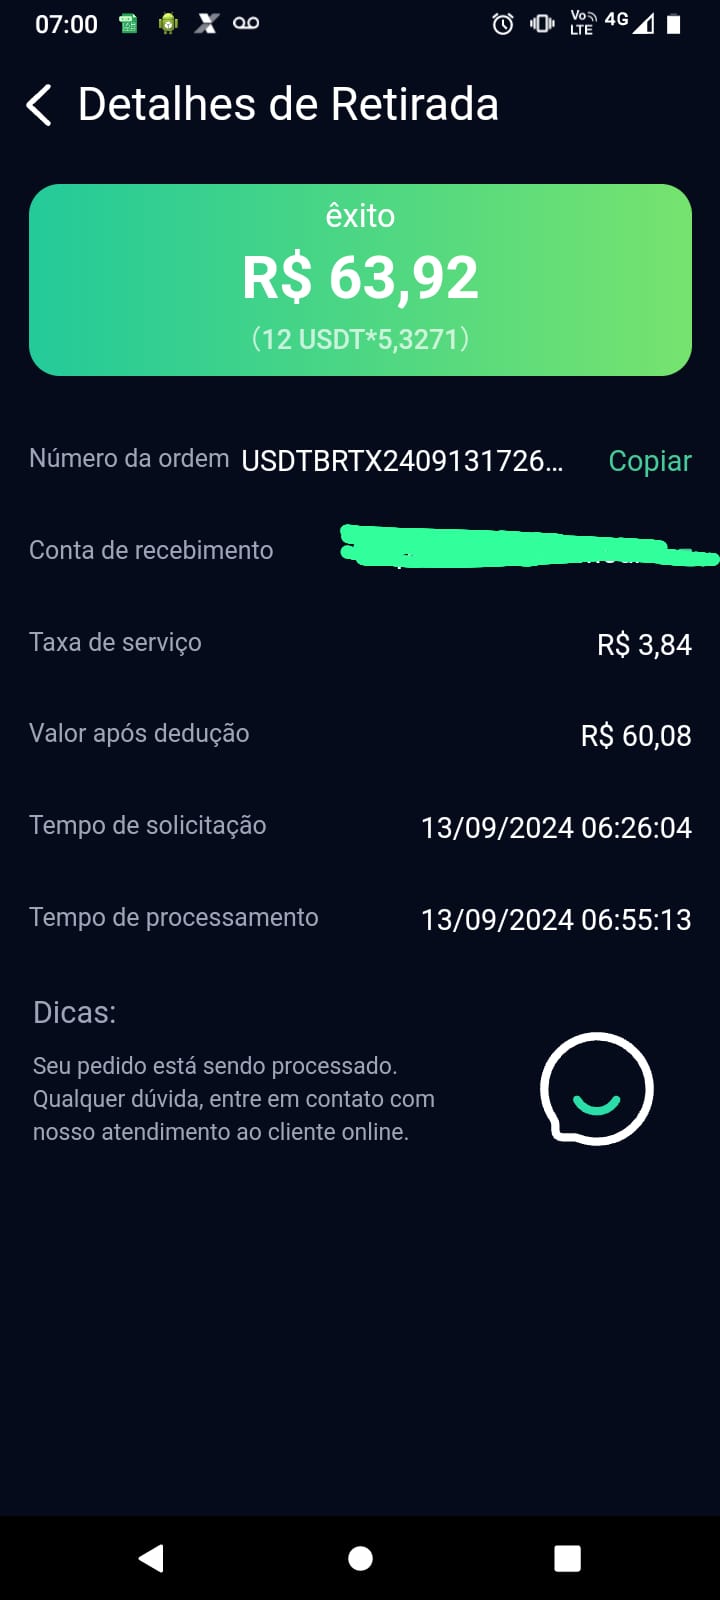 07:00 Vo LTE 4G
Detalhes de Retirada
êxito
R$ 63,92
(12 USDT*5,3271)
Número da ordem USDTBRTX2409131726... Copiar
Conta de recebimento
Taxa de serviço R$ 3,84
Valor após dedução R$ 60,08
Tempo de solicitação 13/09/2024 06:26:04
Tempo de processamento 13/09/2024 06:55:13
Dicas:
Seu pedido está sendo processado.
Qualquer dúvida, entre em contato com
nosso atendimento ao cliente online.